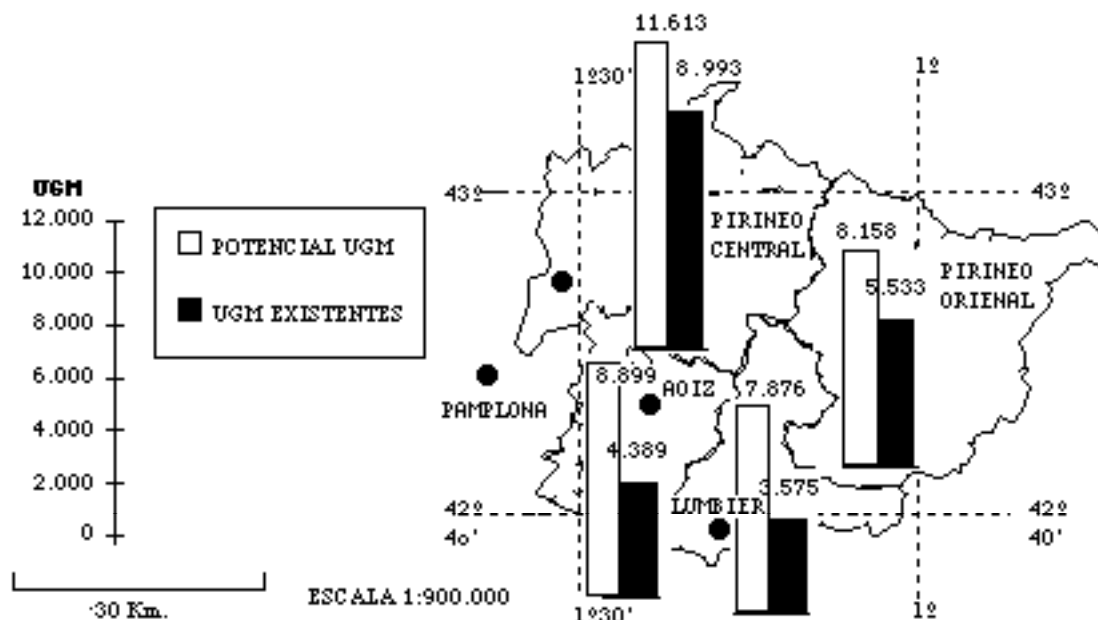 11.613
1º30'
8.993
1º
UGM
43º
43º
12.000
POTENCIAL UGM
PIRINEO
CENTRAL
8.158
10.000
PIRINEO
ORIENAL
5.533
UGM EXISTENTES
8.000
6.000
8.899
AOIZ
7.876
PAMPLONA
4.000
4.389
2.000
3.575
LUMBIER
42º
42º
0
4o'
40'
30 Km.
ESCALA 1:900.000
1º30'
1º